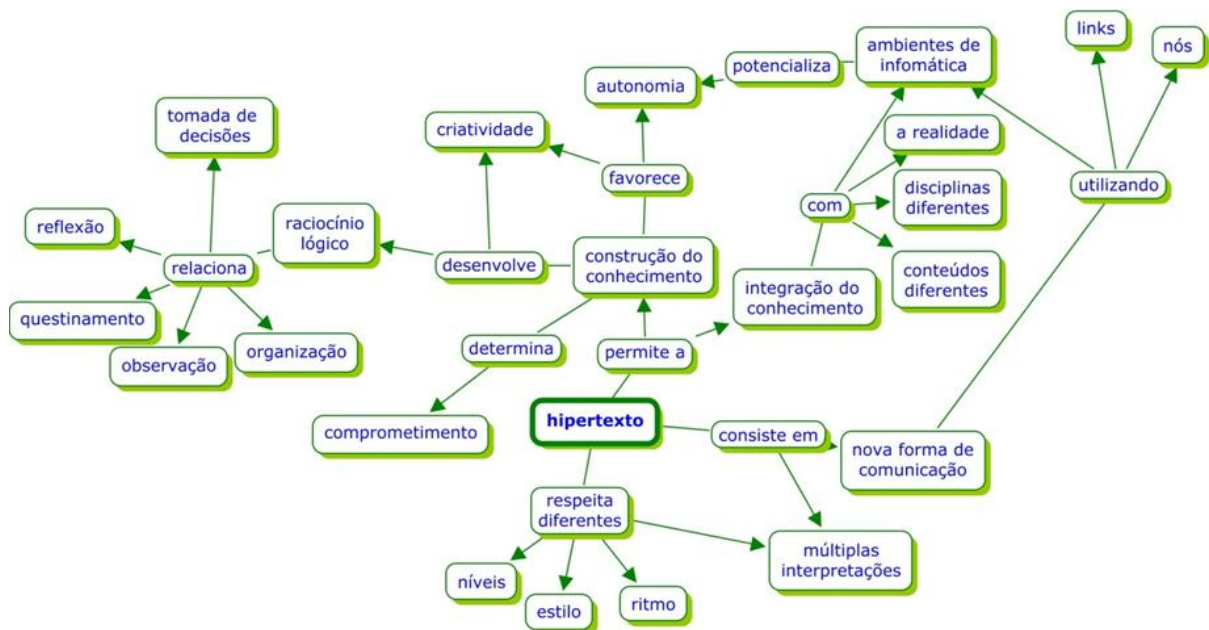 links
nós
ambientes de
infomática
potencializa
autonomia
tomada de
decisões
criatividade
a realidade
favorece
utilizando
disciplinas
diferentes
com
reflexão
raciocínio
lógico
relaciona
desenvolve
construção do
conhecimento
conteúdos
diferentes
integração do
conhecimento
questinamento
observação
organização
determina
permite a
comprometimento
hipertexto
consiste em
nova forma de
comunicação
respeita
diferentes
múltiplas
interpretações
níveis
estilo
ritmo